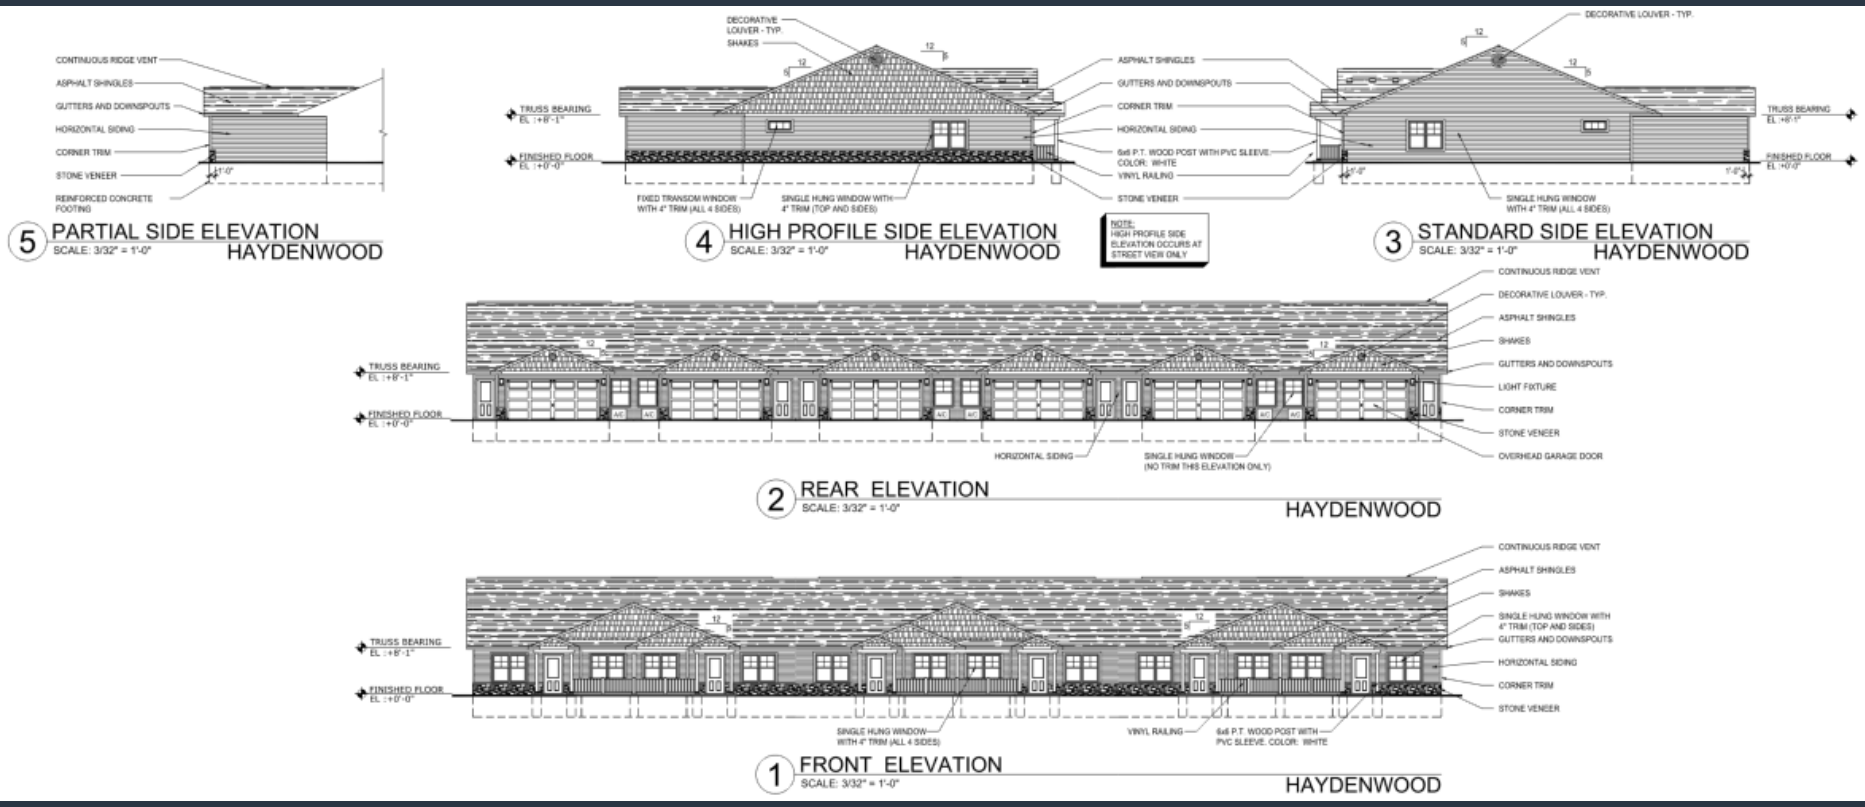 CONTINUOUS RIDGE VENT
ASPHALT SHINGLES
GUTTERS AND DOWNSPOUTS
HORIZONTAL SIDING
CORNER TRIM
STONE VENEER
REINFORCED CONCRETE
FOOTING
1'-0"
5 PARTIAL SIDE ELEVATION
SCALE: 3/32" = 1'-0"
HAYDENWOOD
DECORATIVE
LOUVER - TYP.
SHAKES
12
5
12
5
TRUSS BEARING
EL :+8'-1"
FINISHED FLOOR
EL :+0'-0"
FIXED TRANSOM WINDOW
WITH 4" TRIM (ALL 4 SIDES)
SINGLE HUNG WINDOW WITH
4" TRIM (TOP AND SIDES)
4 HIGH PROFILE SIDE ELEVATION
SCALE: 3/32" = 1'-0"
HAYDENWOOD
ASPHALT SHINGLES
GUTTERS AND DOWNSPOUTS
CORNER TRIM
HORIZONTAL SIDING
6x6 P.T. WOOD POST WITH PVC SLEEVE.
COLOR: WHITE
VINYL RAILING
STONE VENEER
NOTE:
HIGH PROFILE SIDE
ELEVATION OCCURS AT
STREET VIEW ONLY
DECORATIVE LOUVER - TYP.
12
5
12
5
TRUSS BEARING
EL :+8'-1"
FINISHED FLOOR
EL :+0'-0"
1'-0"
1'-0"
SINGLE HUNG WINDOW
WITH 4" TRIM (ALL 4 SIDES)
3 STANDARD SIDE ELEVATION
SCALE: 3/32" = 1'-0"
HAYDENWOOD
CONTINUOUS RIDGE VENT
DECORATIVE LOUVER - TYP.
ASPHALT SHINGLES
SHAKES
GUTTERS AND DOWNSPOUTS
LIGHT FIXTURE
CORNER TRIM
STONE VENEER
OVERHEAD GARAGE DOOR
12
5
12
5
TRUSS BEARING
EL :+8'-1"
FINISHED FLOOR
EL :+0'-0"
A/C A/C A/C A/C A/C A/C
HORIZONTAL SIDING
SINGLE HUNG WINDOW
(NO TRIM THIS ELEVATION ONLY)
2 REAR ELEVATION
SCALE: 3/32" = 1'-0"
HAYDENWOOD
CONTINUOUS RIDGE VENT
ASPHALT SHINGLES
SHAKES
SINGLE HUNG WINDOW WITH
4" TRIM (TOP AND SIDES)
GUTTERS AND DOWNSPOUTS
HORIZONTAL SIDING
CORNER TRIM
STONE VENEER
12
5
12
5
TRUSS BEARING
EL :+8'-1"
FINISHED FLOOR
EL :+0'-0"
SINGLE HUNG WINDOW
WITH 4" TRIM (ALL 4 SIDES)
VINYL RAILING
6x6 P.T. WOOD POST WITH
PVC SLEEVE. COLOR: WHITE
1 FRONT ELEVATION
SCALE: 3/32" = 1'-0"
HAYDENWOOD